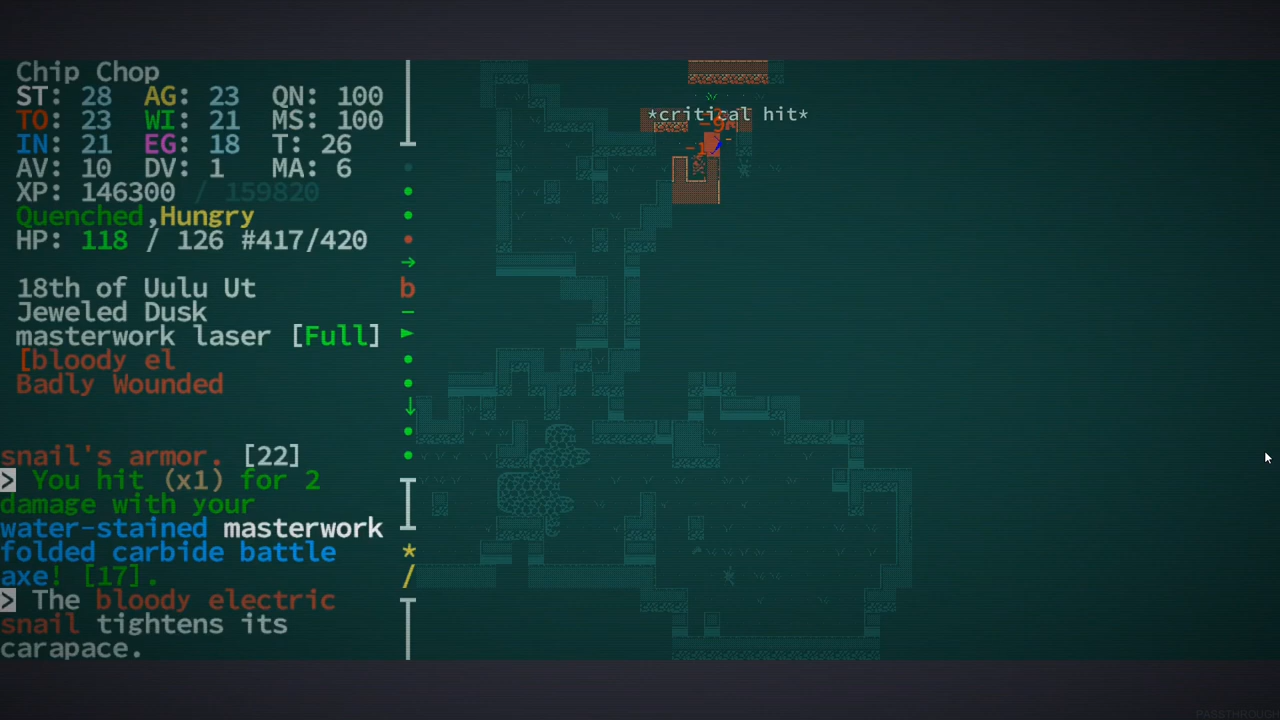 Chip Chop
ST: 28 AG: 23 QN: 100
TO: 23 WI: 21 MS: 100
IN: 21 EG: 18 T: 26
AV: 10 DV: 1 MA: 6
XP: 146300 / 159820
Quenched,Hungry
HP: 118 / 126 #417/420
18th of Uulu Ut
Jeweled Dusk
masterwork laser [Full]
[bloody el
Badly Wounded
snail's armor. [22]
> You hit (x1) for 2
damage with your
water-stained masterwork
folded carbide battle
axe! [17].
> The bloody electric
snail tightens its
carapace.
b
*critical hit*